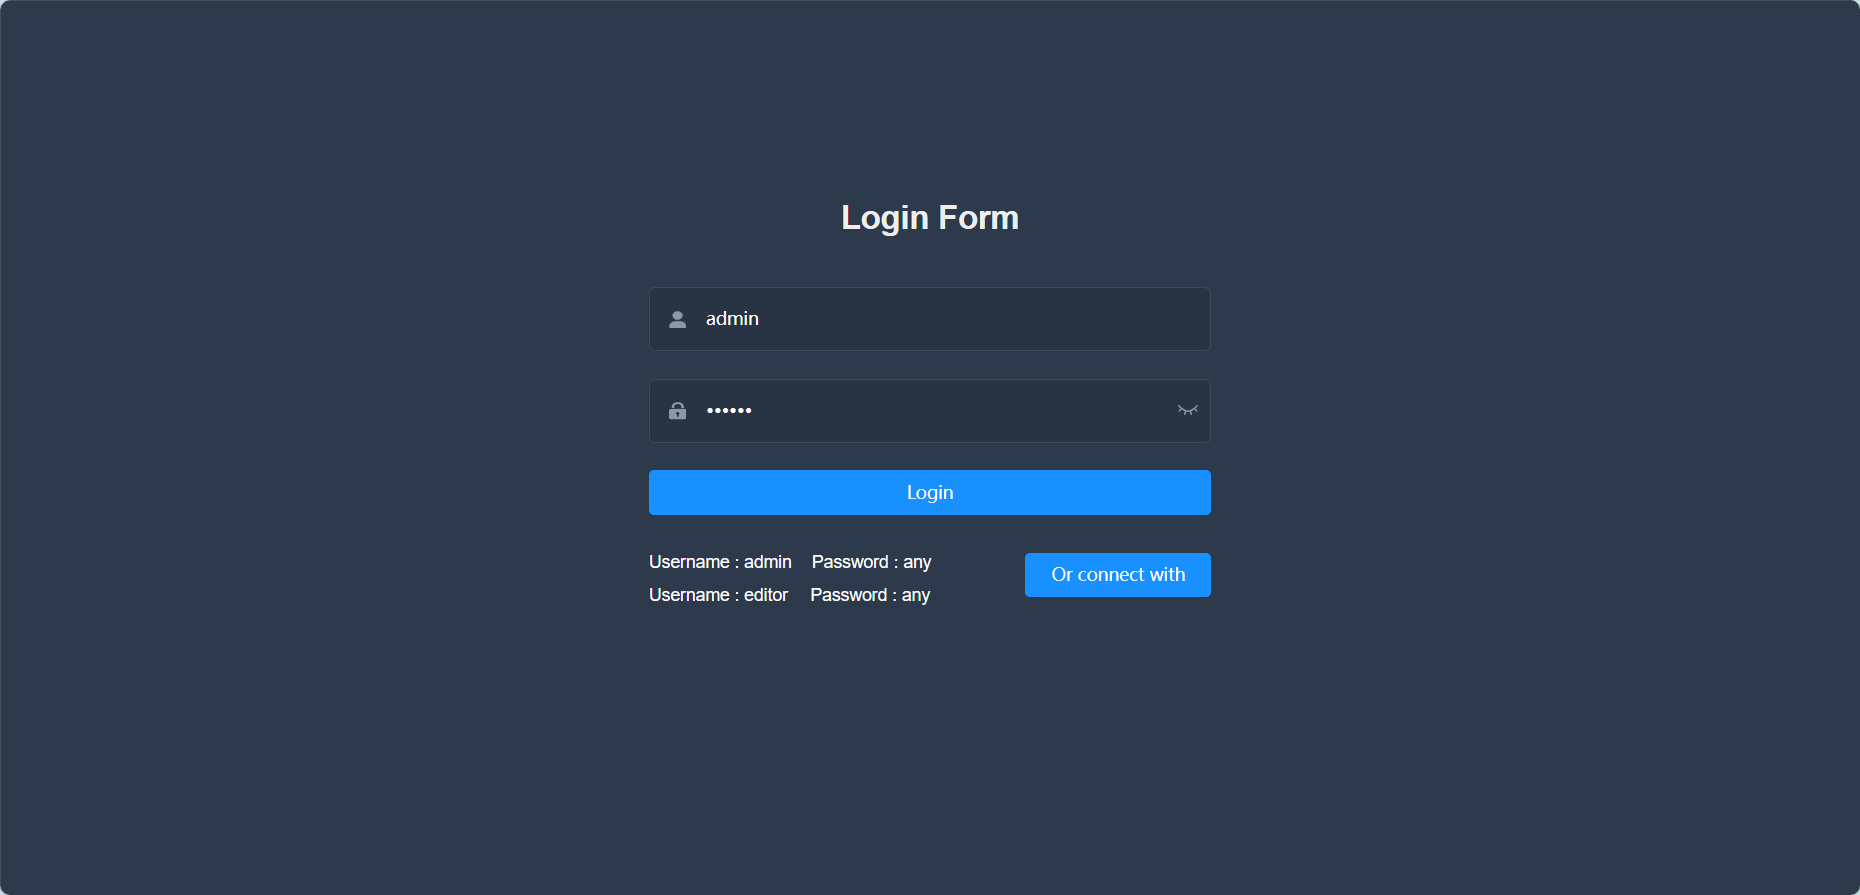 Login Form
admin
••••••
Login
Username : admin Password : any
Username : editor Password : any
Or connect with